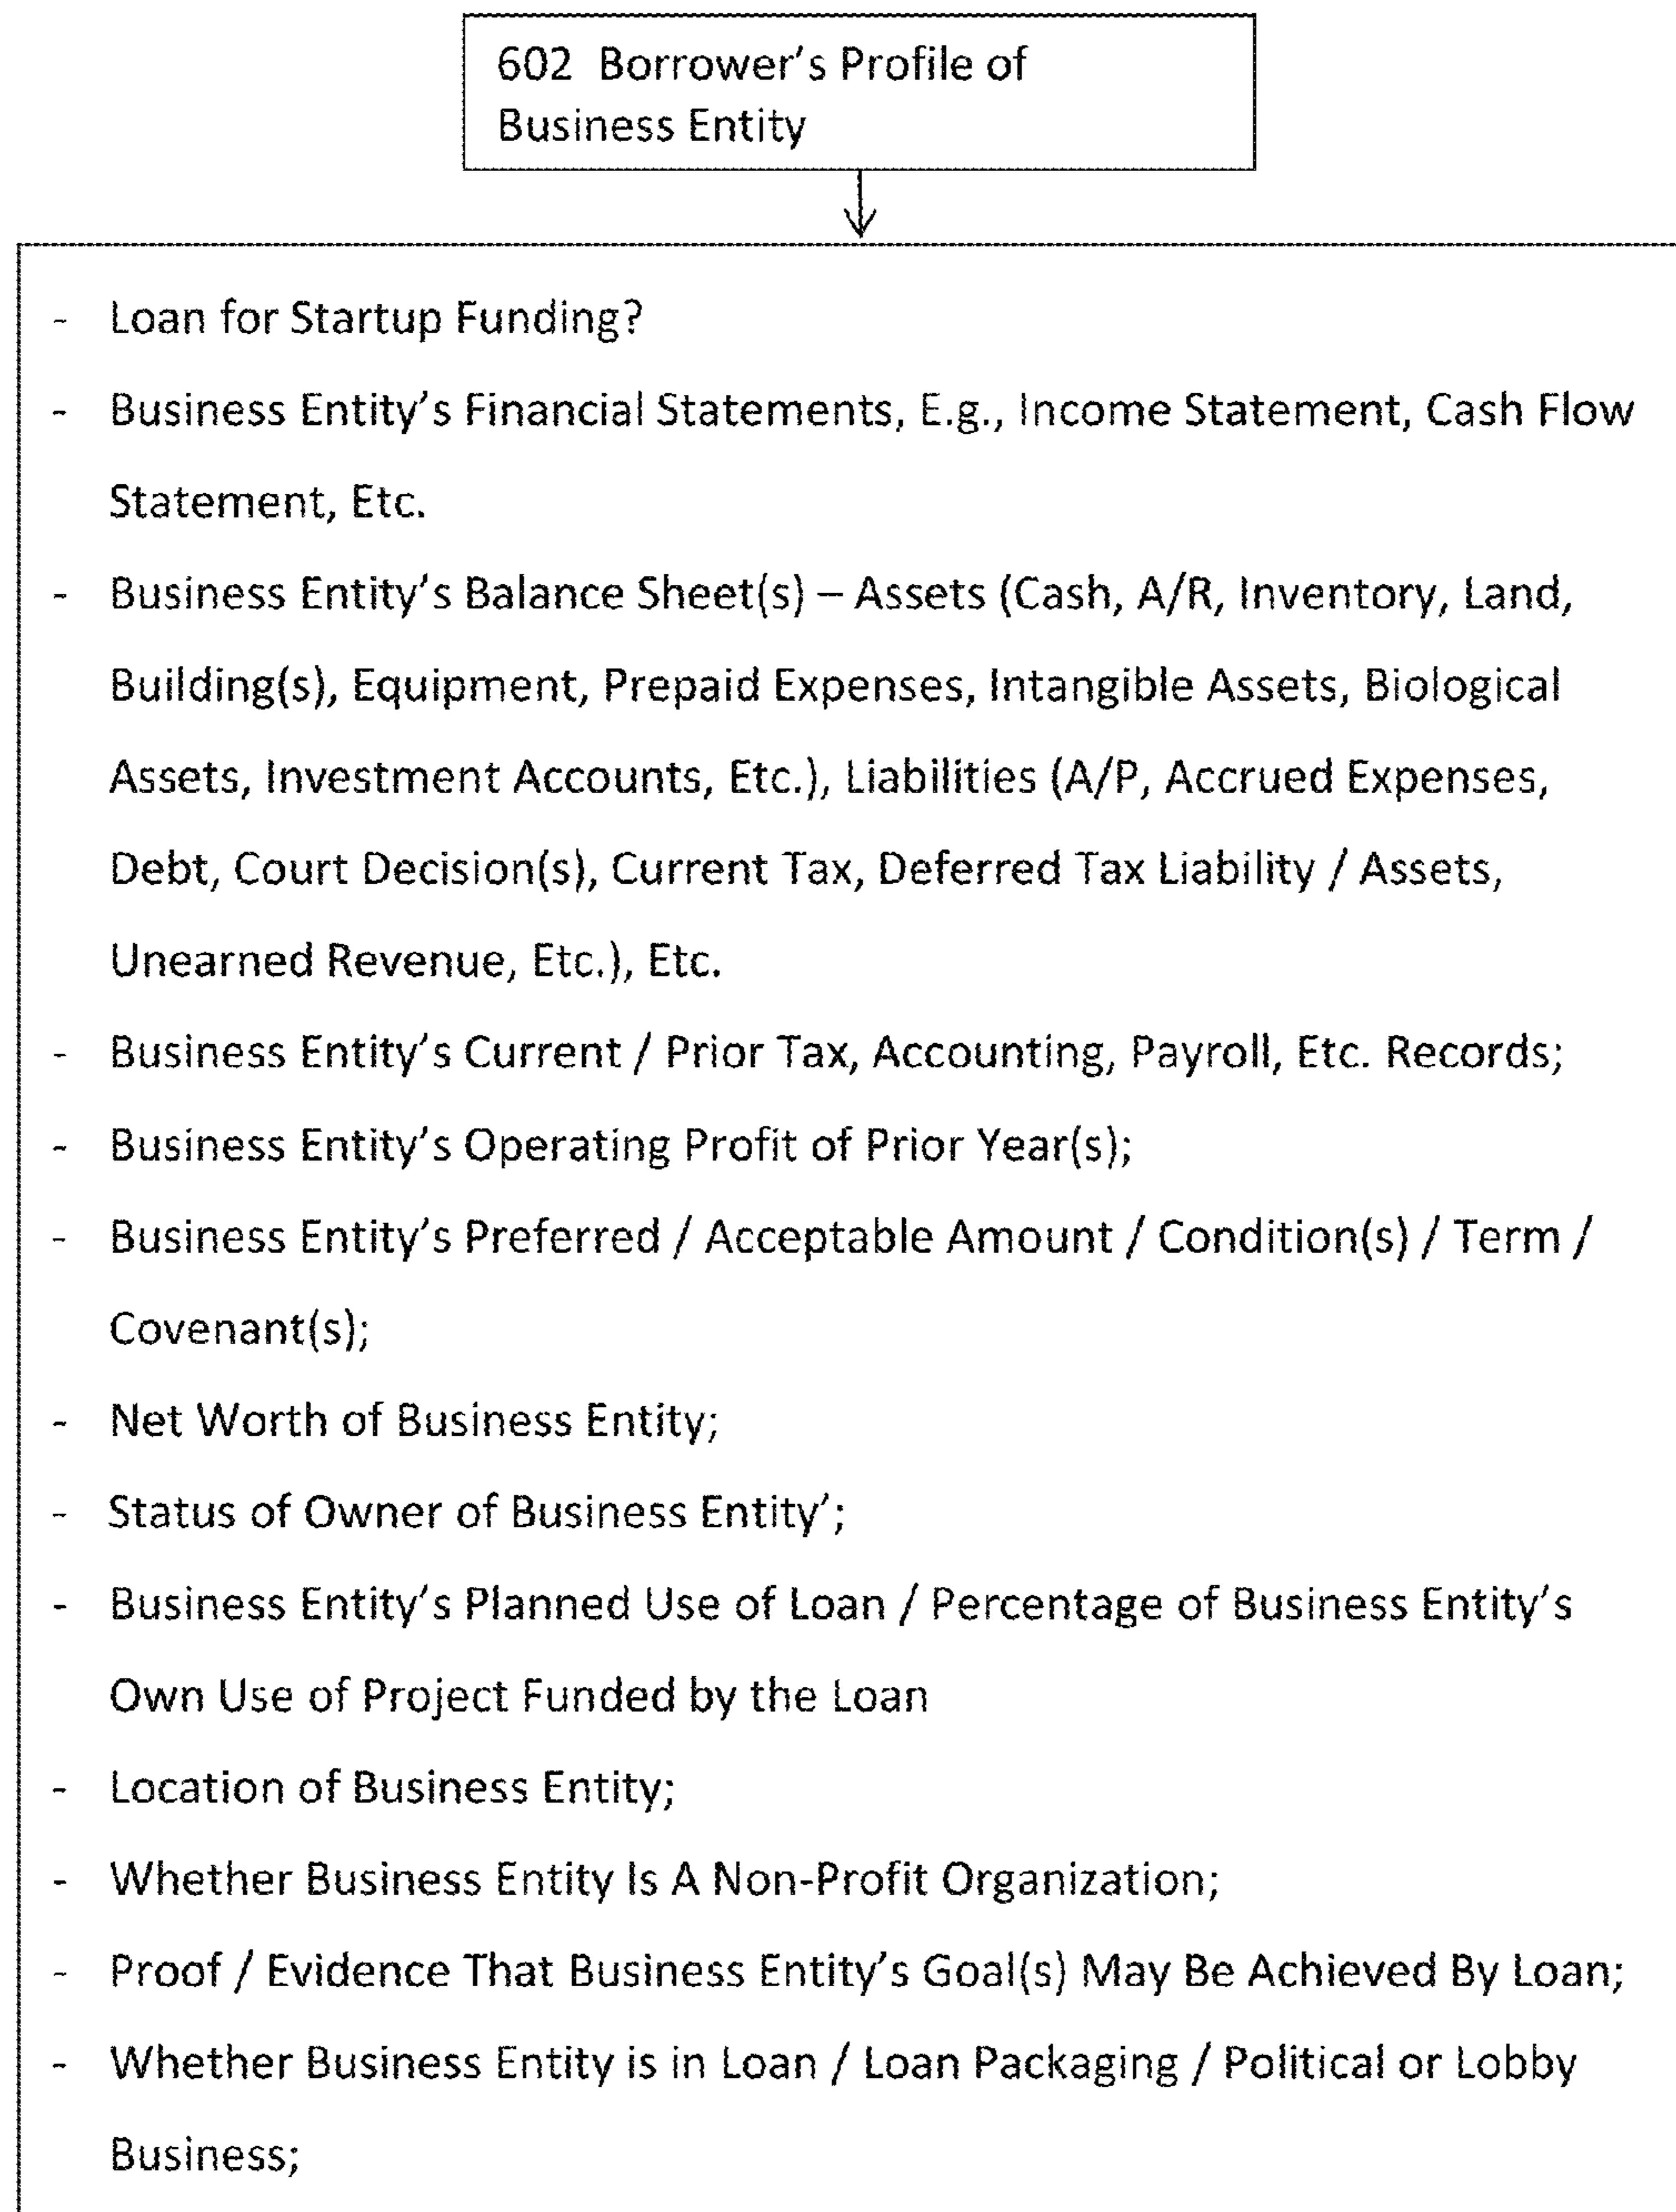 602 Borrower's Profile of
Business Entity
- Loan for Startup Funding?
- Business Entity's Financial Statements, E.g., Income Statement, Cash Flow
Statement, Etc.
- Business Entity's Balance Sheet(s) – Assets (Cash, A/R, Inventory, Land,
Building(s), Equipment, Prepaid Expenses, Intangible Assets, Biological
Assets, Investment Accounts, Etc.), Liabilities (A/P, Accrued Expenses,
Debt, Court Decision(s), Current Tax, Deferred Tax Liability / Assets,
Unearned Revenue, Etc.), Etc.
- Business Entity's Current / Prior Tax, Accounting, Payroll, Etc. Records;
- Business Entity's Operating Profit of Prior Year(s);
- Business Entity's Preferred / Acceptable Amount / Condition(s) / Term /
Covenant(s);
- Net Worth of Business Entity;
- Status of Owner of Business Entity';
- Business Entity's Planned Use of Loan / Percentage of Business Entity's
Own Use of Project Funded by the Loan
- Location of Business Entity;
- Whether Business Entity Is A Non-Profit Organization;
- Proof / Evidence That Business Entity's Goal(s) May Be Achieved By Loan;
- Whether Business Entity is in Loan / Loan Packaging / Political or Lobby
Business;